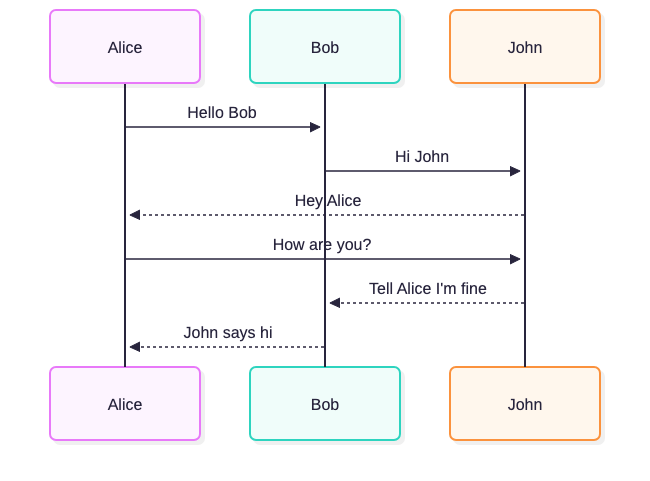 Alice
Bob
John
Hello Bob
Hi John
Hey Alice
How are you?
Tell Alice I'm fine
John says hi
Alice
Bob
John